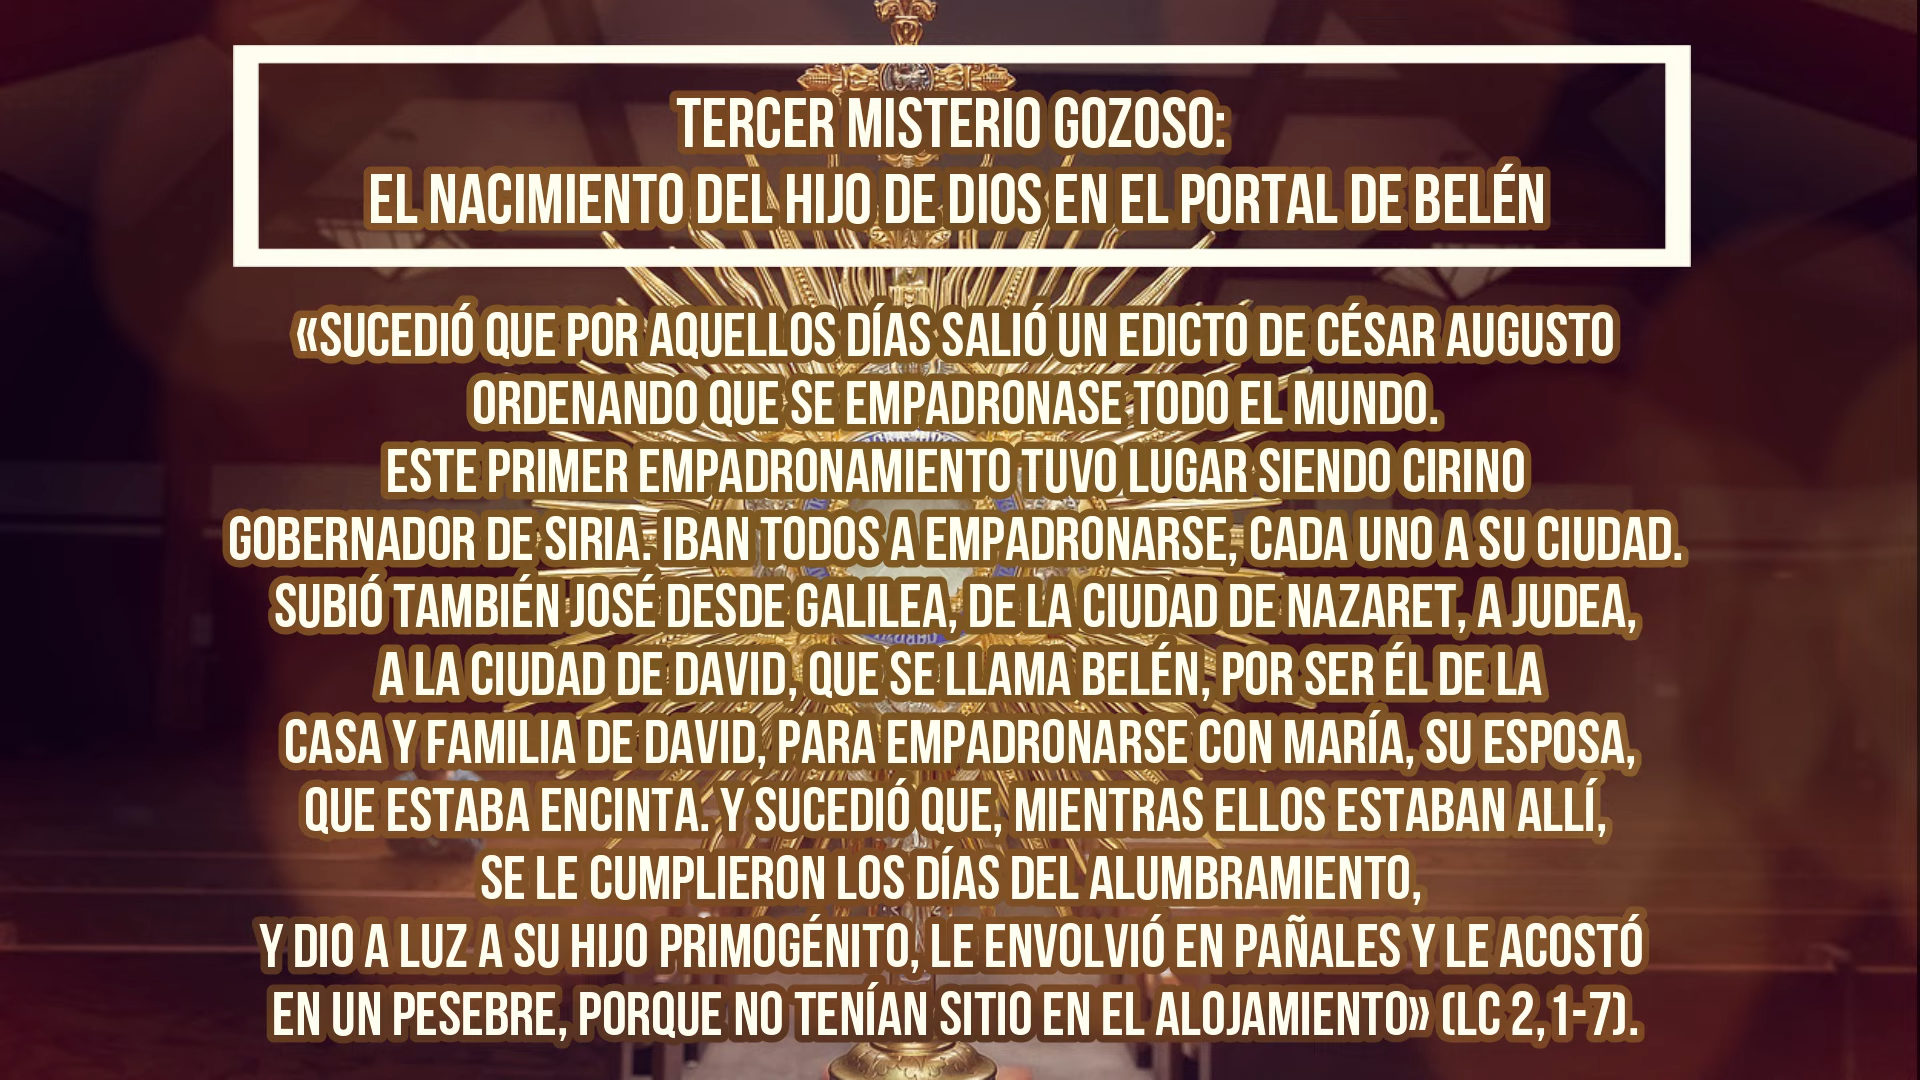 TERCER MISTERIO GOZOSO:
EL NACIMIENTO DEL HIJO DE DIOS EN EL PORTAL DE BELÉN
«SUCEDIÓ QUE POR AQUELLOS DÍAS SALIÓ UN EDICTO DE CÉSAR AUGUSTO
ORDENANDO QUE SE EMPADRONASE TODO EL MUNDO.
ESTE PRIMER EMPADRONAMIENTO TUVO LUGAR SIENDO CIRINO
GOBERNADOR DE SIRIA. IBAN TODOS A EMPADRONARSE, CADA UNO A SU CIUDAD.
SUBIÓ TAMBIÉN JOSÉ DESDE GALILEA, DE LA CIUDAD DE NAZARET, A JUDEA,
A LA CIUDAD DE DAVID, QUE SE LLAMA BELÉN, POR SER ÉL DE LA
CASA Y FAMILIA DE DAVID, PARA EMPADRONARSE CON MARÍA, SU ESPOSA,
QUE ESTABA ENCINTA. Y SUCEDIÓ QUE, MIENTRAS ELLOS ESTABAN ALLÍ,
SE LE CUMPLIERON LOS DÍAS DEL ALUMBRAMIENTO,
Y DIO A LUZ A SU HIJO PRIMOGÉNITO, LE ENVOLVIÓ EN PAÑALES Y LE ACOSTÓ
EN UN PESEBRE, PORQUE NO TENÍAN SITIO EN EL ALOJAMIENTO» (LC 2,1-7).